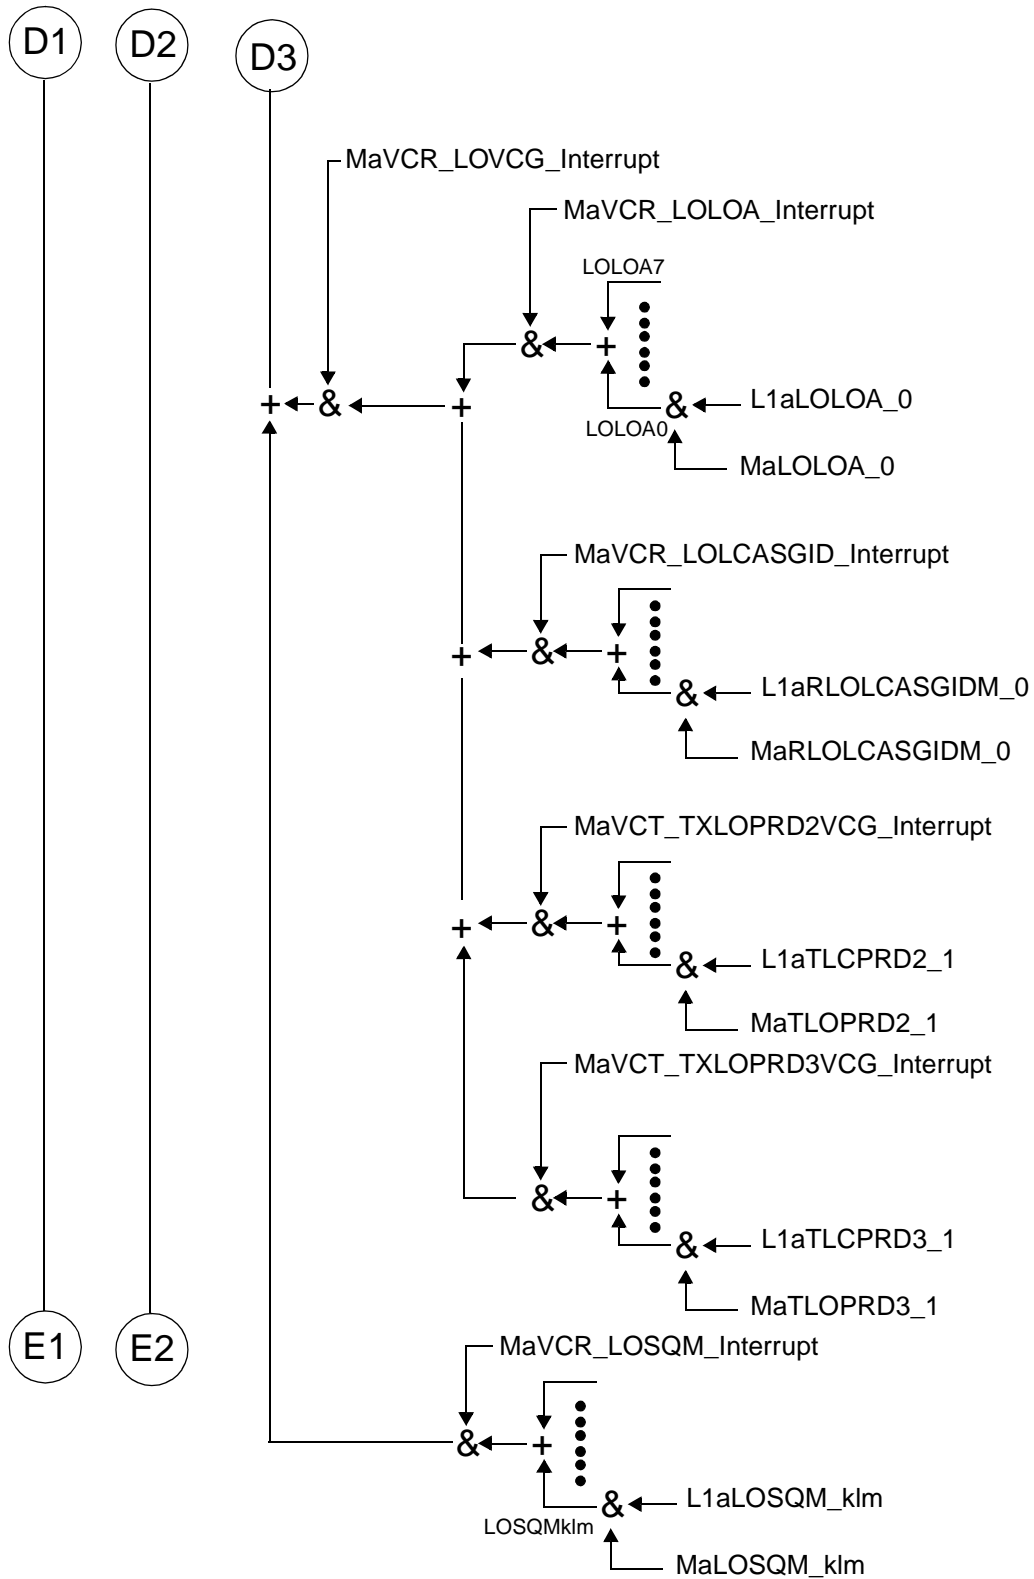 D1 D2 D3
MaVCR_LOVCG_Interrupt
MaVCR_LOLOA_Interrupt
LOLOA7
+ & + & +
& L1aLOLOA_0
LOLOA0
MaLOLOA_0
MaVCR_LOLCASGID_Interrupt
+ & +
& L1aRLOLCASGIDM_0
MaRLOLCASGIDM_0
MaVCT_TXLOPRD2VCG_Interrupt
+ & +
& L1aTLCPRD2_1
MaTLOPRD2_1
MaVCT_TXLOPRD3VCG_Interrupt
& +
& L1aTLCPRD3_1
MaTLOPRD3_1
E1 E2
MaVCR_LOSQM_Interrupt
& +
& L1aLOSQM_klm
LOSQMklm
MaLOSQM_klm